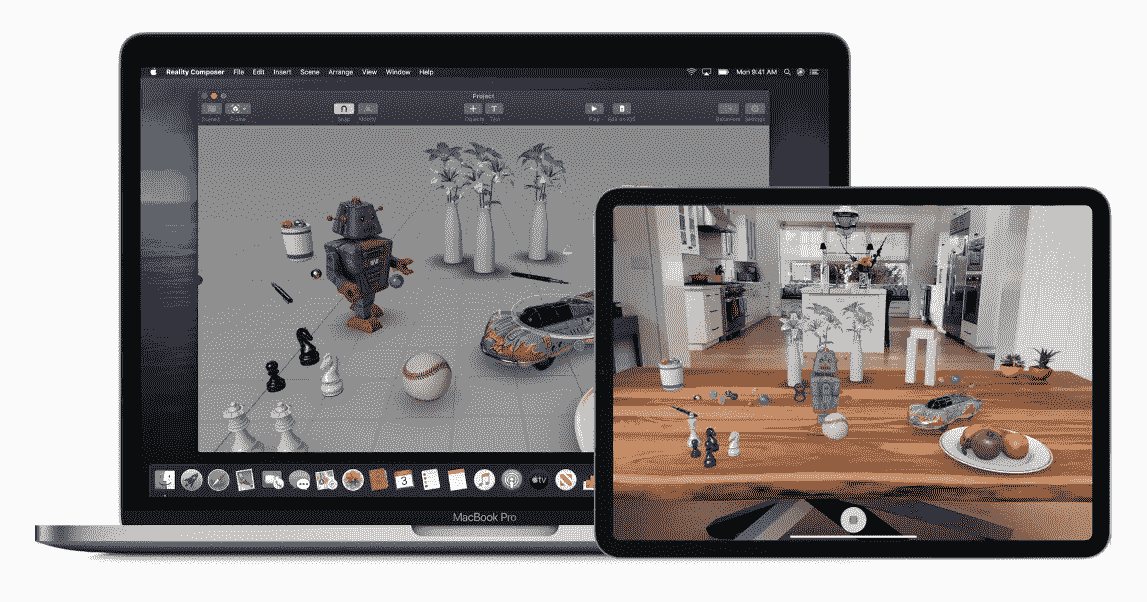 Reality Composer File Edit Insert Scene Arrange View Window Help Mon 9:41 AM
Project
Scenes Frame Snap Modify Objects Text Play Edit on iOS Behaviors Settings
3 tv
MacBook Pro